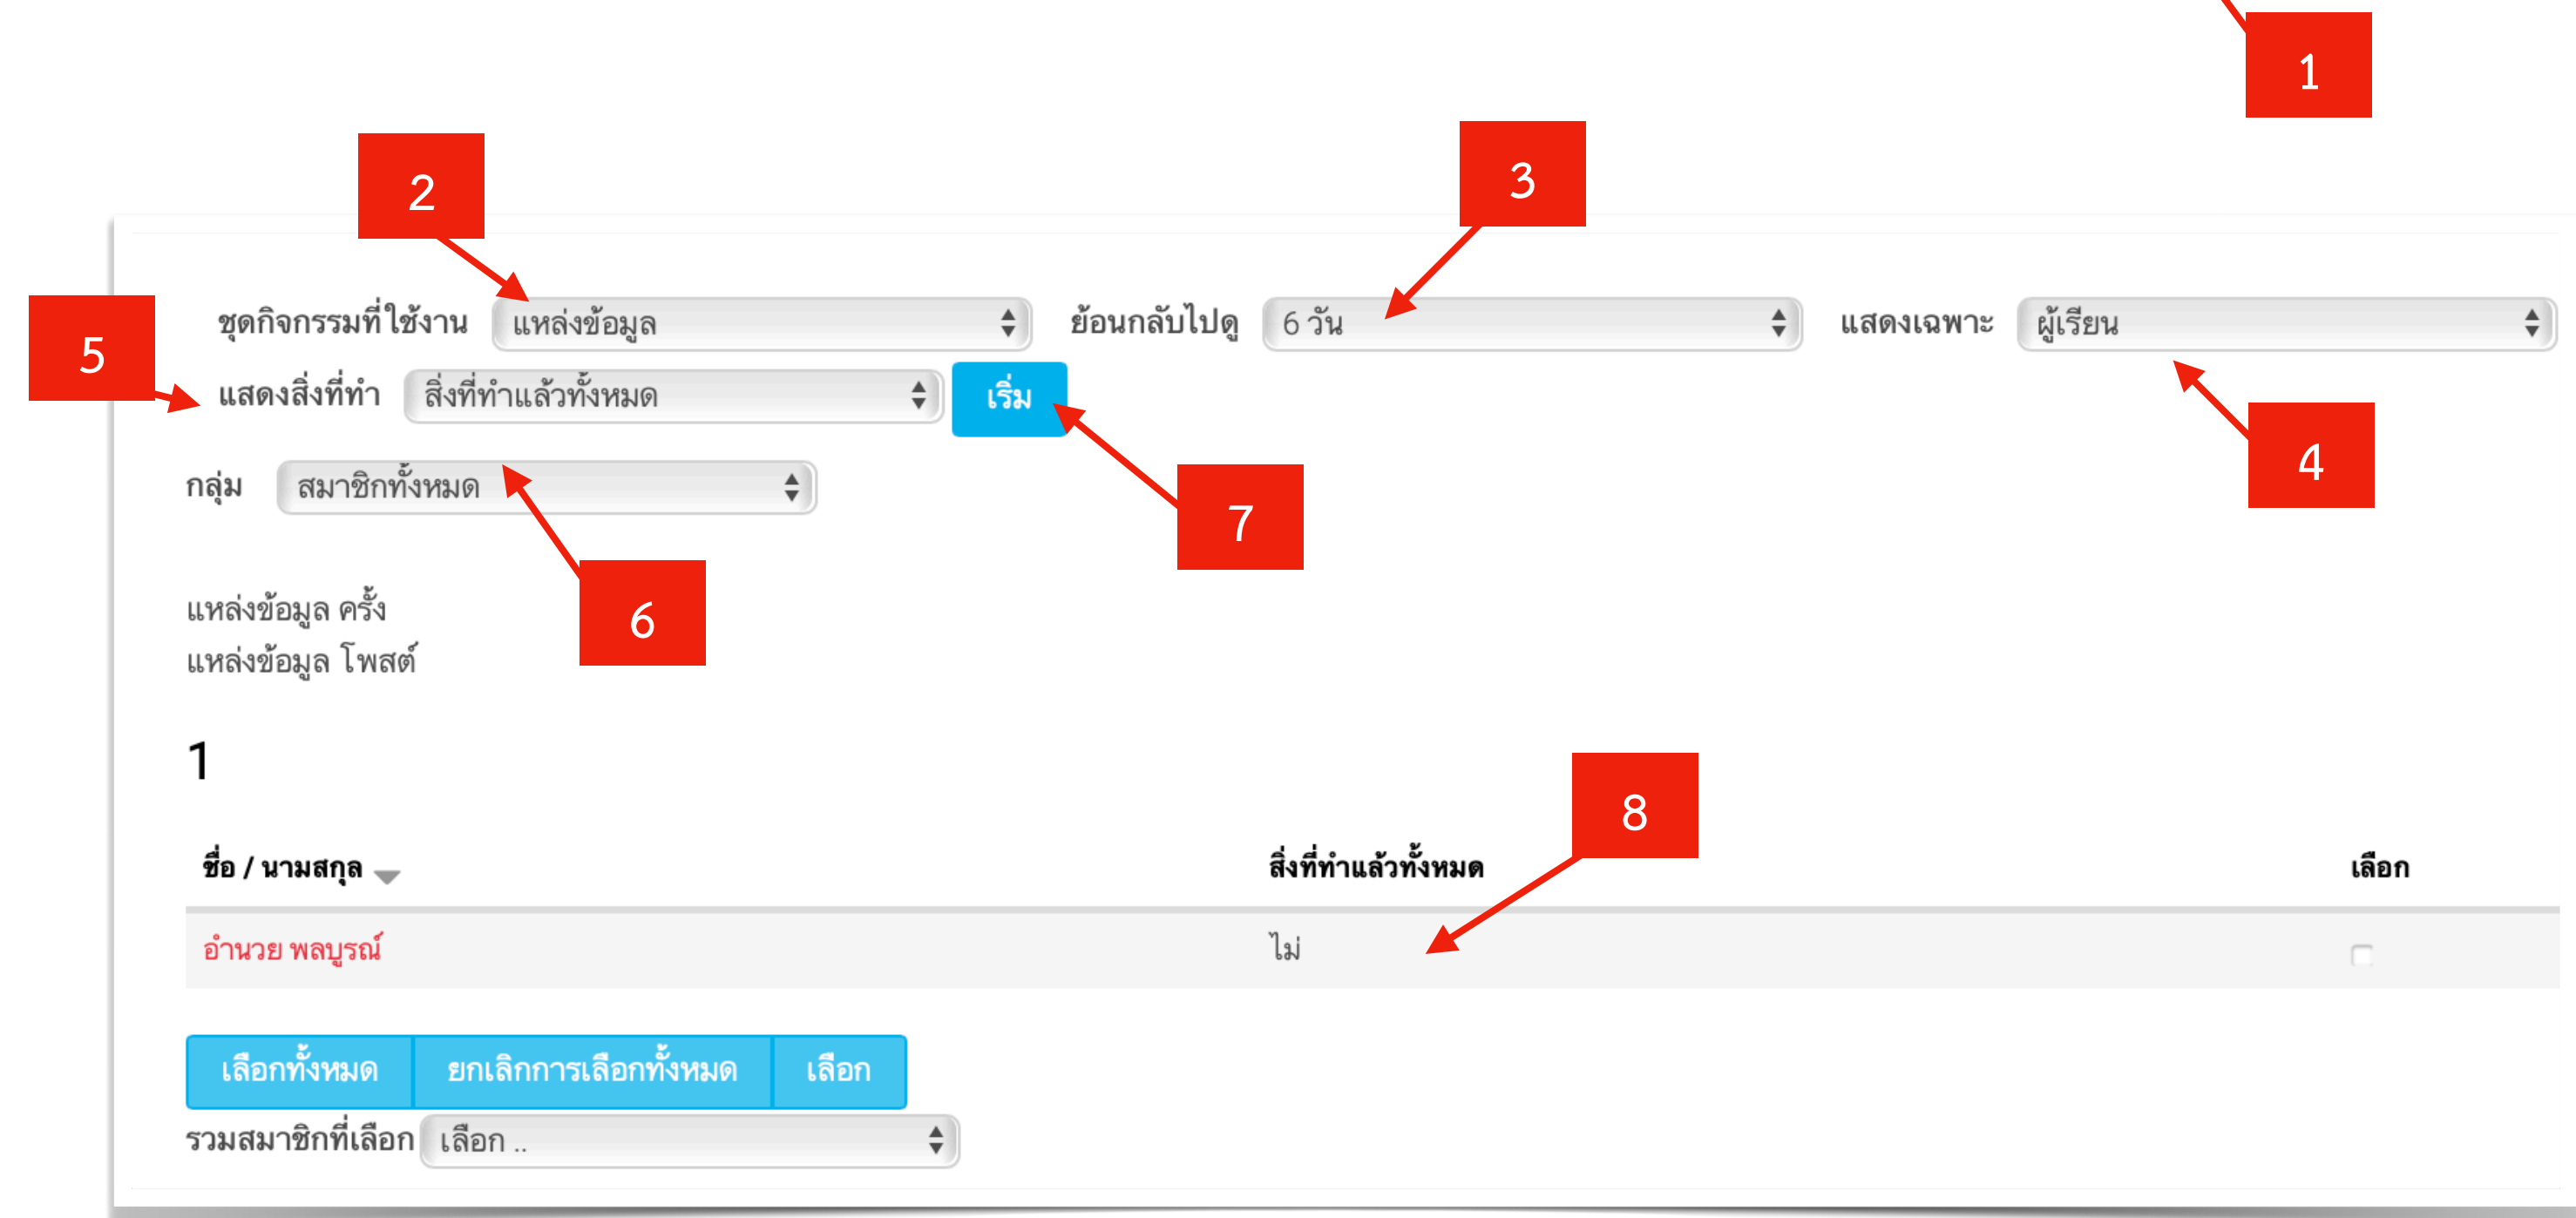 1
2
3
ชุดกิจกรรมที่ใช้งาน แหล่งข้อมูล ย้อนกลับไปดู 6 วัน แสดงเฉพาะ ผู้เรียน
5
แสดงสิ่งที่ทำ สิ่งที่ทำแล้วทั้งหมด เริ่ม
4
กลุ่ม สมาชิกทั้งหมด
7
แหล่งข้อมูล ครั้ง
6
แหล่งข้อมูล โพสต์
1
8
ชื่อ / นามสกุล สิ่งที่ทำแล้วทั้งหมด เลือก
อำนวย พลบูรณ์ ไม่
เลือกทั้งหมด ยกเลิกการเลือกทั้งหมด เลือก
รวมสมาชิกที่เลือก เลือก ..